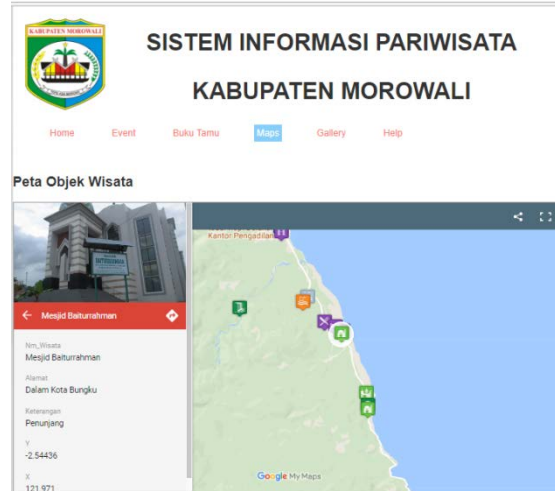 KABUPATEN MOROWALI
SISTEM INFORMASI PARIWISATA
KABUPATEN MOROWALI
Home Event Buku Tamu Maps Gallery Help
Peta Objek Wisata
Kantor Pengadilan
BAITURRAHMAN
Mesjid Baiturrahman
Nm_Wisata
Mesjid Baiturrahman
Alamat
Dalam Kota Bungku
Keterangan
Penunjang
Y
-2.54436
X
121.971
Google My Maps